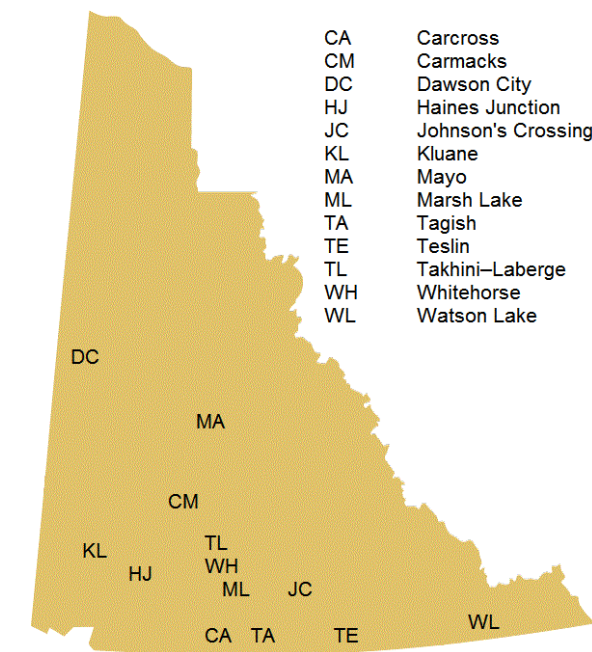 CA Carcross
CM Carmacks
DC Dawson City
HJ Haines Junction
JC Johnson's Crossing
KL Kluane
MA Mayo
ML Marsh Lake
TA Tagish
TE Teslin
TL Takhini–Laberge
WH Whitehorse
WL Watson Lake
DC
MA
CM
TL
KL
WH
HJ
ML JC
WL
CA TA TE